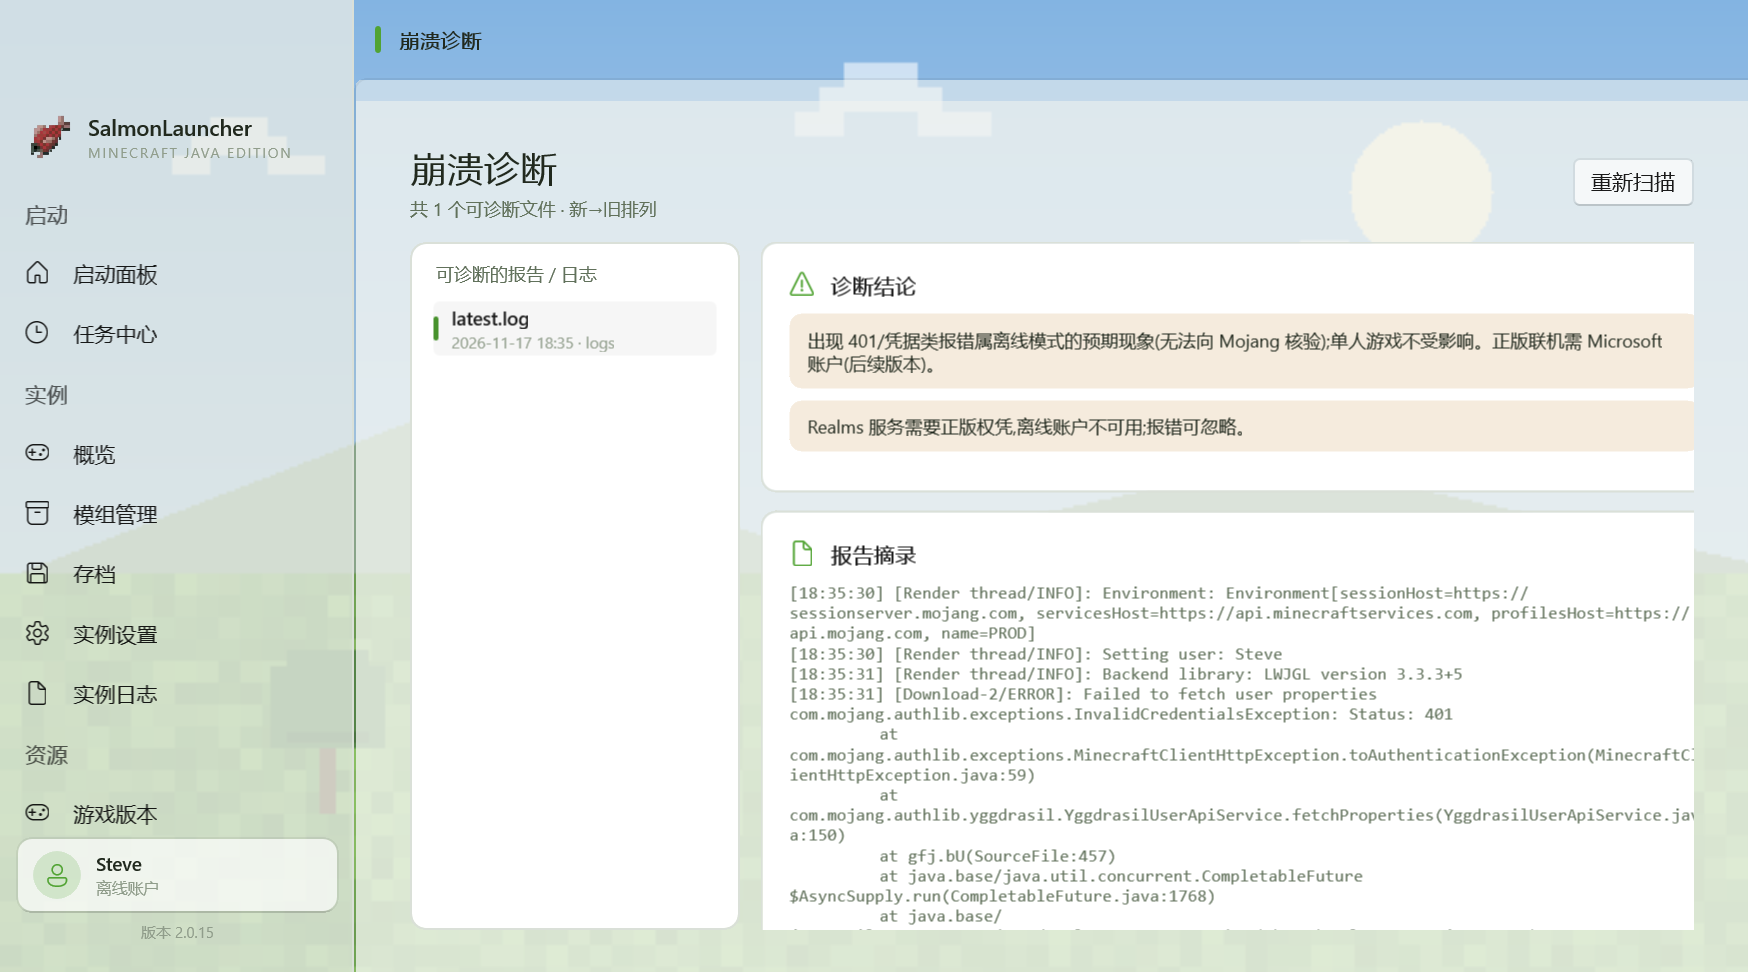 崩溃诊断
SalmonLauncher
MINECRAFT JAVA EDITION
启动
启动面板
任务中心
实例
概览
模组管理
存档
实例设置
实例日志
资源
游戏版本
Steve
离线账户
版本 2.0.15
崩溃诊断
共 1 个可诊断文件 · 新→旧排列
重新扫描
可诊断的报告 / 日志
latest.log
2026-11-17 18:35 · logs
诊断结论
出现 401/凭据类报错属离线模式的预期现象(无法向 Mojang 核验);单人游戏不受影响。正版联机需 Microsoft
账户(后续版本)。
Realms 服务需要正版权凭,离线账户不可用;报错可忽略。
报告摘录
[18:35:30] [Render thread/INFO]: Environment: Environment[sessionHost=https://
sessionserver.mojang.com, servicesHost=https://api.minecraftservices.com, profilesHost=https://
api.mojang.com, name=PROD]
[18:35:30] [Render thread/INFO]: Setting user: Steve
[18:35:31] [Render thread/INFO]: Backend library: LWJGL version 3.3.3+5
[18:35:31] [Download-2/ERROR]: Failed to fetch user properties
com.mojang.authlib.exceptions.InvalidCredentialsException: Status: 401
at
com.mojang.authlib.exceptions.MinecraftClientHttpException.toAuthenticationException(MinecraftCl
ientHttpException.java:59)
at
com.mojang.authlib.yggdrasil.YggdrasilUserApiService.fetchProperties(YggdrasilUserApiService.jav
a:150)
at gfj.bU(SourceFile:457)
at java.base/java.util.concurrent.CompletableFuture
$AsyncSupply.run(CompletableFuture.java:1768)
at java.base/